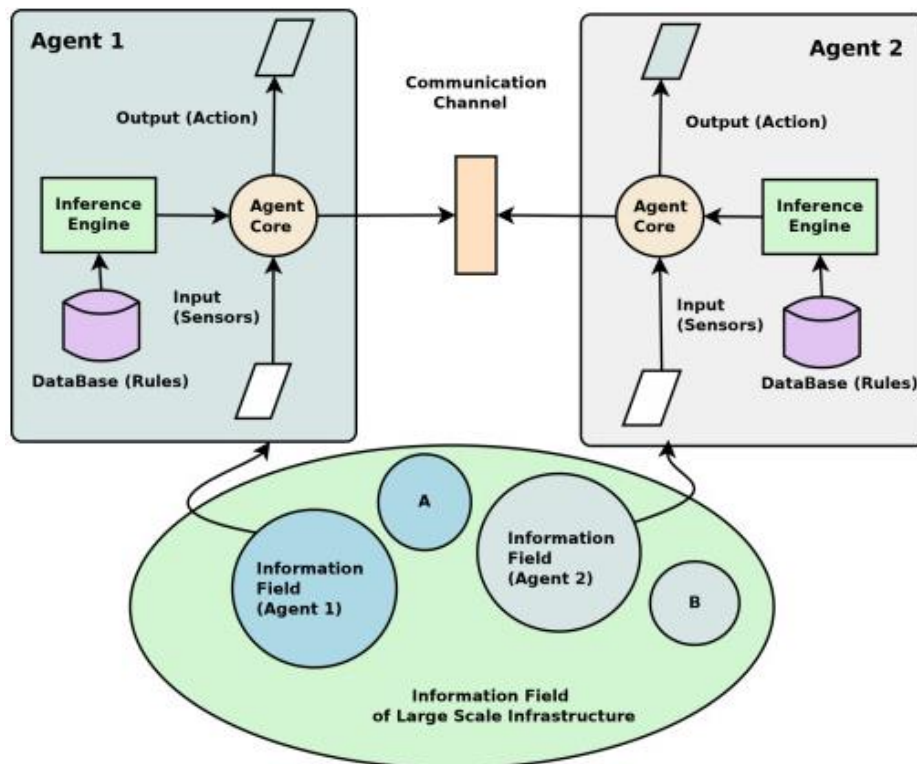 Agent 1
Output (Action)
Inference
Engine
Agent
Core
Input
(Sensors)
DataBase (Rules)
Communication
Channel
Agent 2
Output (Action)
Agent
Core
Inference
Engine
Input
(Sensors)
DataBase (Rules)
A
Information
Field
(Agent 1)
Information
Field
(Agent 2)
B
Information Field
of Large Scale Infrastructure